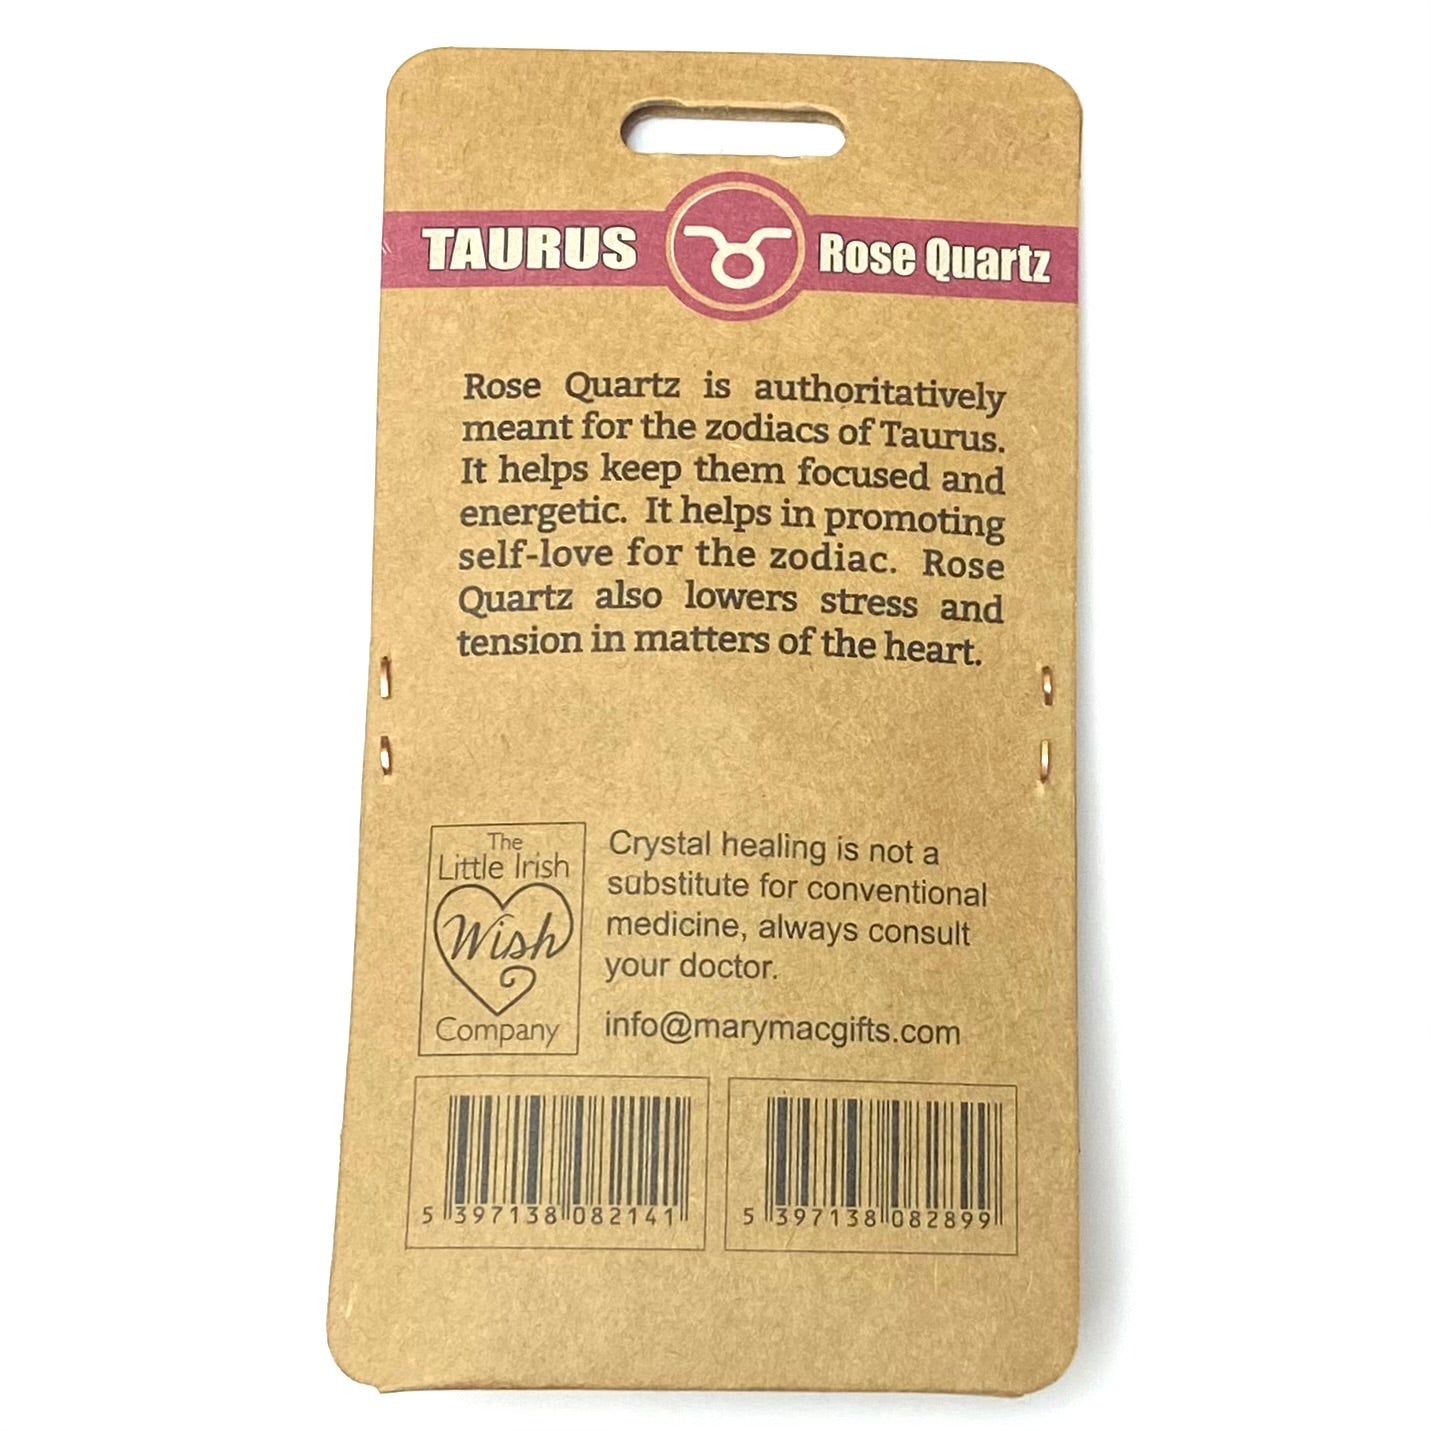 TAURUS Rose Quartz
Rose Quartz is authoritatively
meant for the zodiacs of Taurus.
It helps keep them focused and
energetic. It helps in promoting
self-love for the zodiac. Rose
Quartz also lowers stress and
tension in matters of the heart.
The
Little Irish
Wish
Company
Crystal healing is not a
substitute for conventional
medicine, always consult
your doctor.
info@marymacgifts.com
5 397138 082141
5 397138 082899